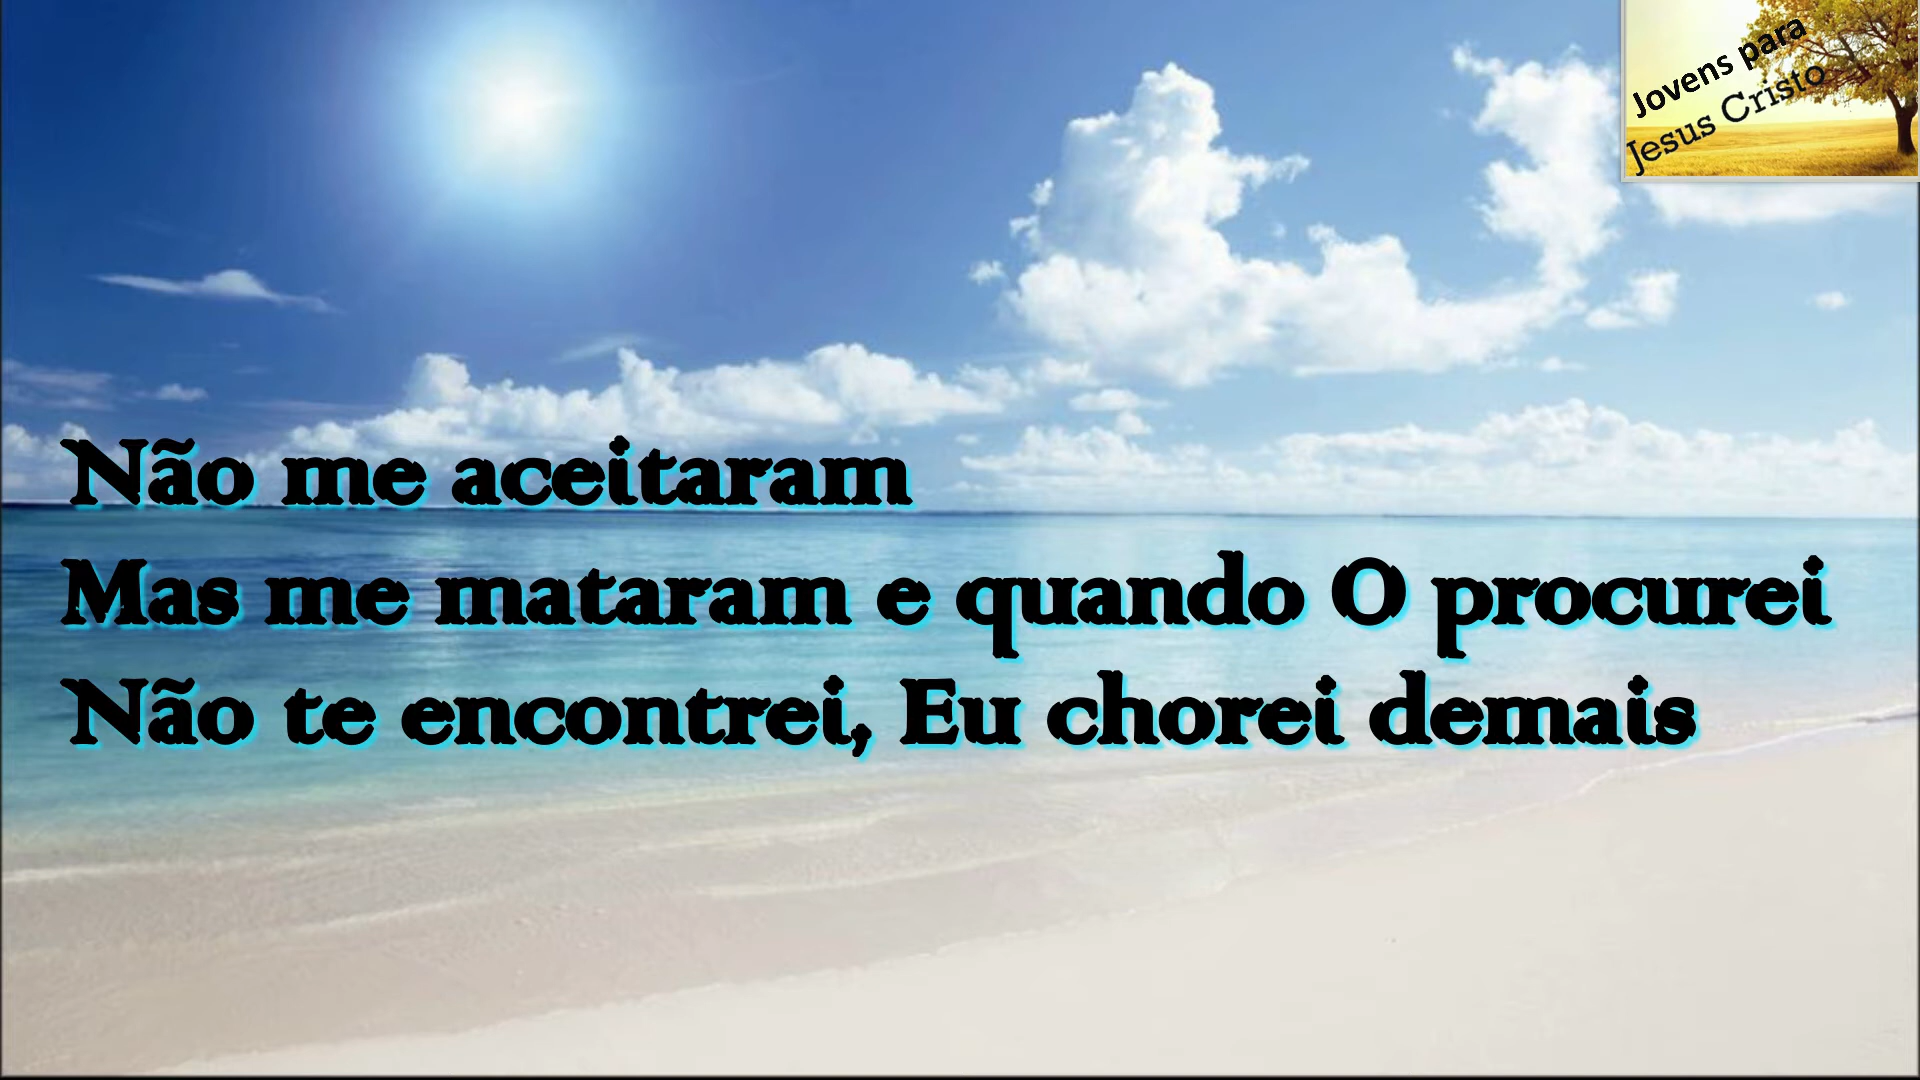 Jovens para
Jesus Cristo
Não me aceitaram
Mas me mataram e quando O procurei
Não te encontrei, Eu chorei demais